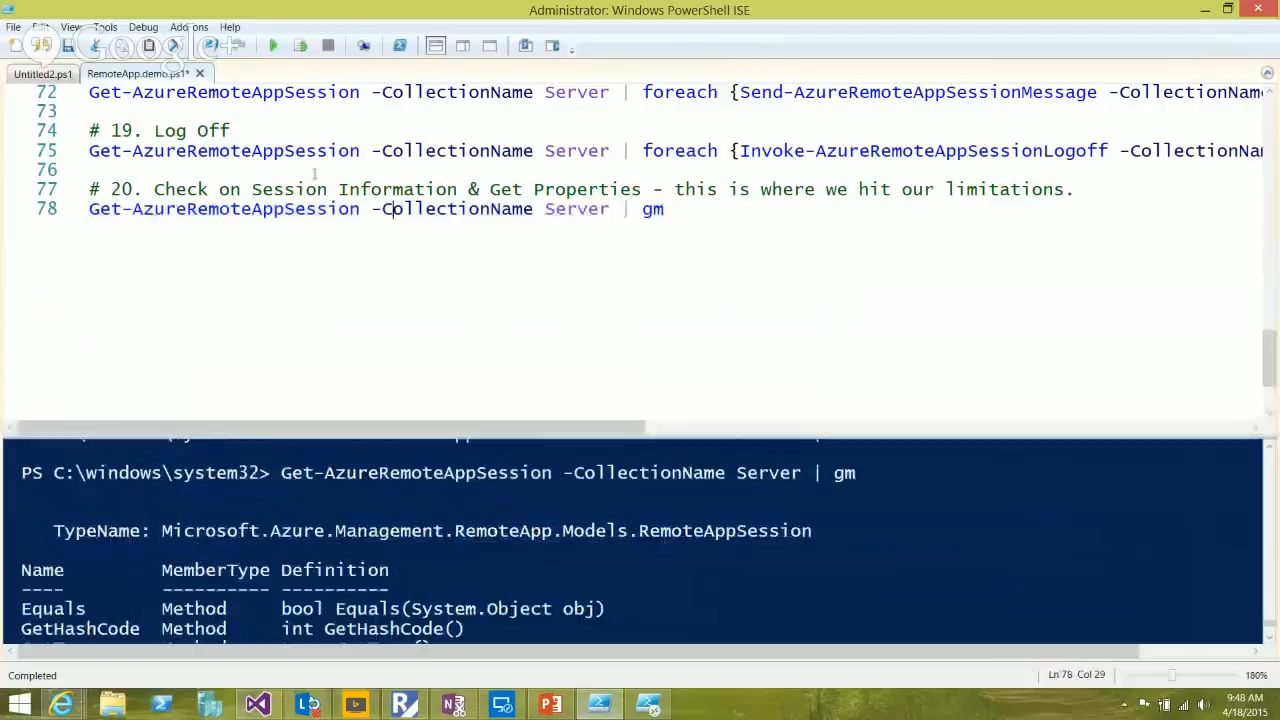 Administrator: Windows PowerShell ISE
File Edit View Tools Debug Add-ons Help
Google+
Untitled2.ps1 RemoteApp.demo.ps1*
72 Get-AzureRemoteAppSession -CollectionName Server | foreach {Send-AzureRemoteAppSessionMessage -CollectionName
73
74 # 19. Log Off
75 Get-AzureRemoteAppSession -CollectionName Server | foreach {Invoke-AzureRemoteAppSessionLogoff -CollectionNam
76
77 # 20. Check on Session Information & Get Properties - this is where we hit our limitations.
78 Get-AzureRemoteAppSession -CollectionName Server | gm
PS C:\windows\system32> Get-AzureRemoteAppSession -CollectionName Server | gm
TypeName: Microsoft.Azure.Management.RemoteApp.Models.RemoteAppSession
Name MemberType Definition
---- ---------- ----------
Equals Method bool Equals(System.Object obj)
GetHashCode Method int GetHashCode()
Completed Ln 78 Col 29 180%
9:48 AM
4/18/2015